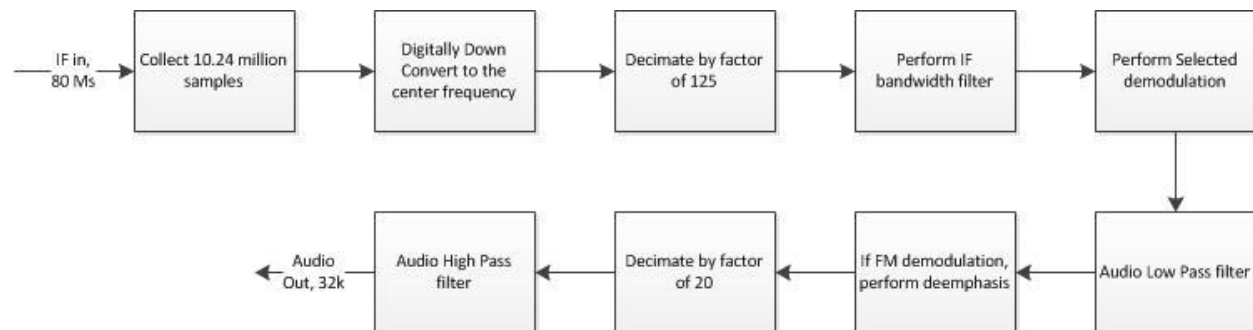 IF in,
80 Ms
Collect 10.24 million
samples
Digitally Down
Convert to the
center frequency
Decimate by factor
of 125
Perform IF
bandwidth filter
Perform Selected
demodulation
Audio Low Pass filter
If FM demodulation,
perform deemphasis
Decimate by factor
of 20
Audio High Pass
filter
Audio
Out, 32k